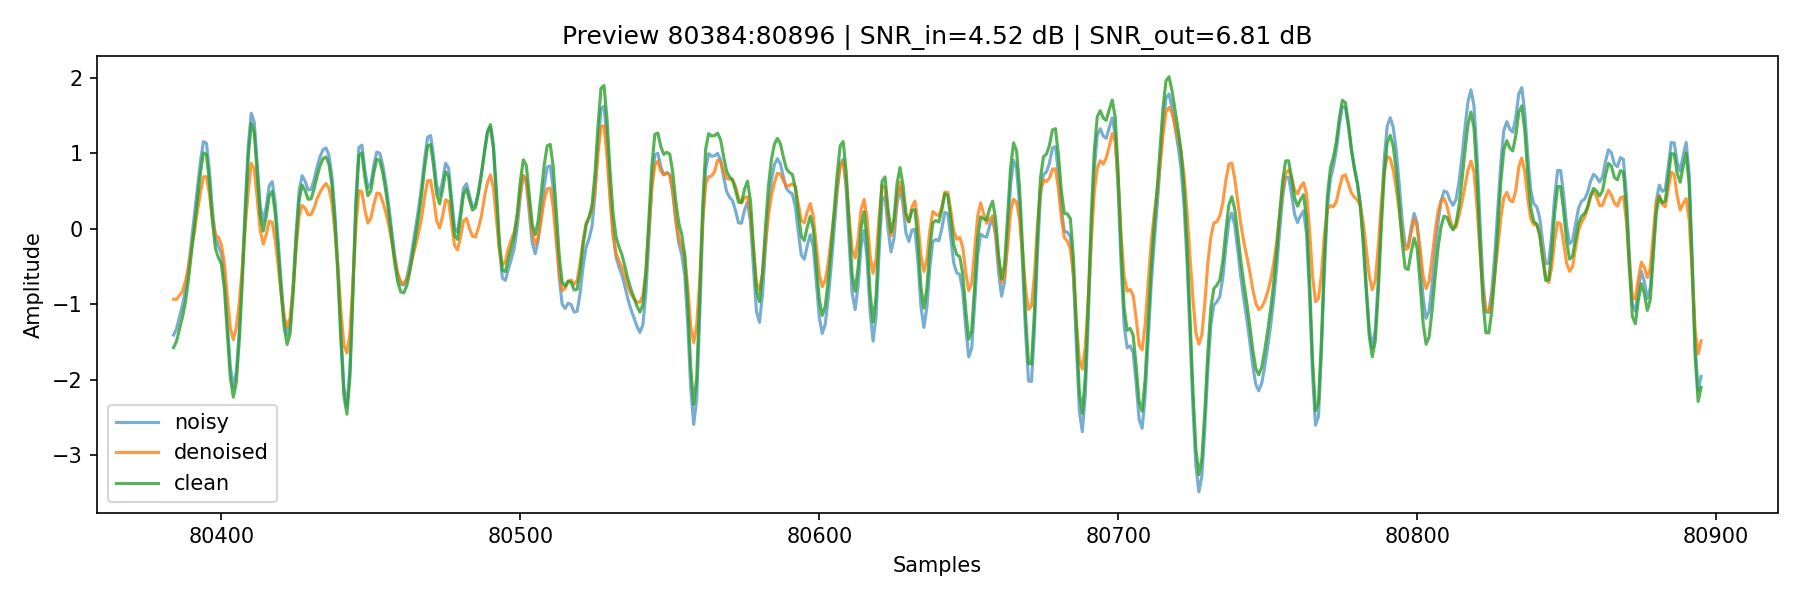 Preview 80384:80896 | SNR_in=4.52 dB | SNR_out=6.81 dB
Amplitude
2
1
0
−1
−2
−3
noisy
denoised
clean
80400 80500 80600 80700 80800 80900
Samples